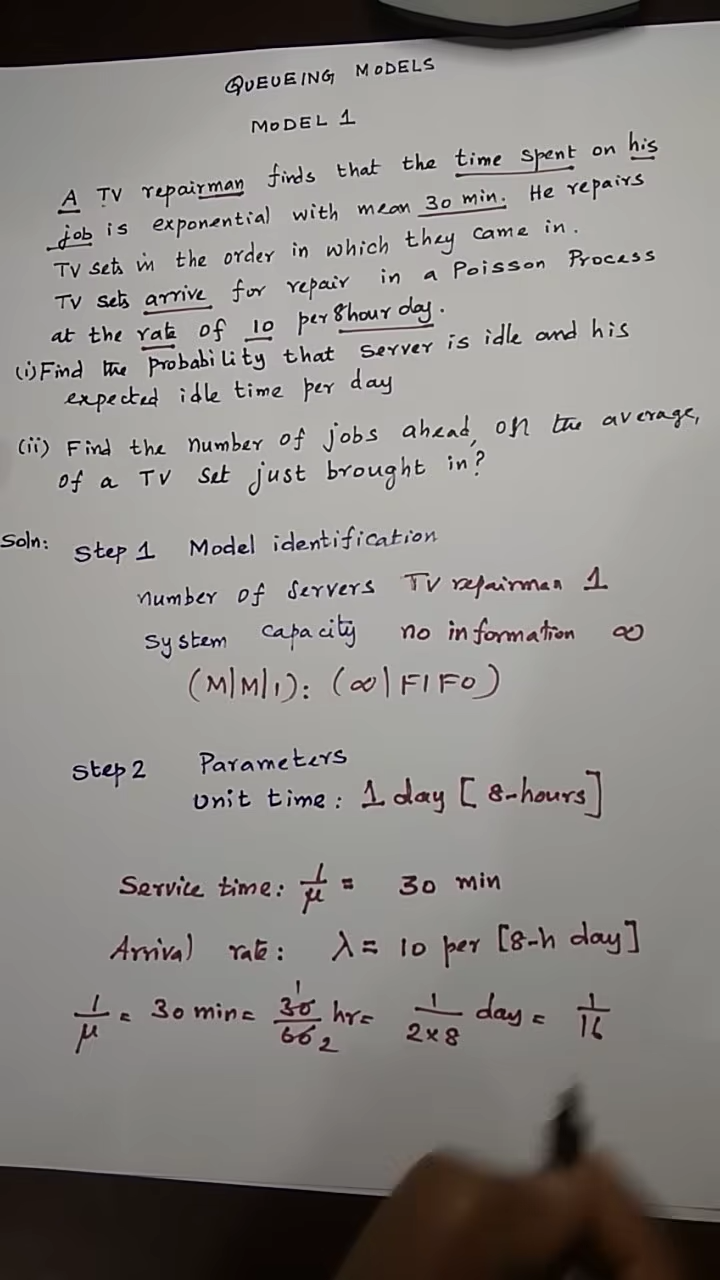 QUEUEING MODELS
MODEL 1
A TV repairman finds that the time spent on his
job is exponential with mean 30 min. He repairs
TV sets in the order in which they came in.
TV sets arrive for repair in a Poisson Process
at the rate of 10 per 8hour day.
(i) Find the Probability that server is idle and his
expected idle time per day
(ii) Find the number of jobs ahead, on the average,
of a TV set just brought in?
Soln: Step 1 Model identification
number of servers TV repairman 1
System capacity no information ∞
(M|M|1): (∞|FIFO)
Step 2 Parameters
Unit time: 1 day [8-hours]
Service time: 1/μ = 30 min
Arrival rate: λ = 10 per [8-h day]
1/μ = 30 min = 30/60 1/2 hr = 1/(2×8) day = 1/16